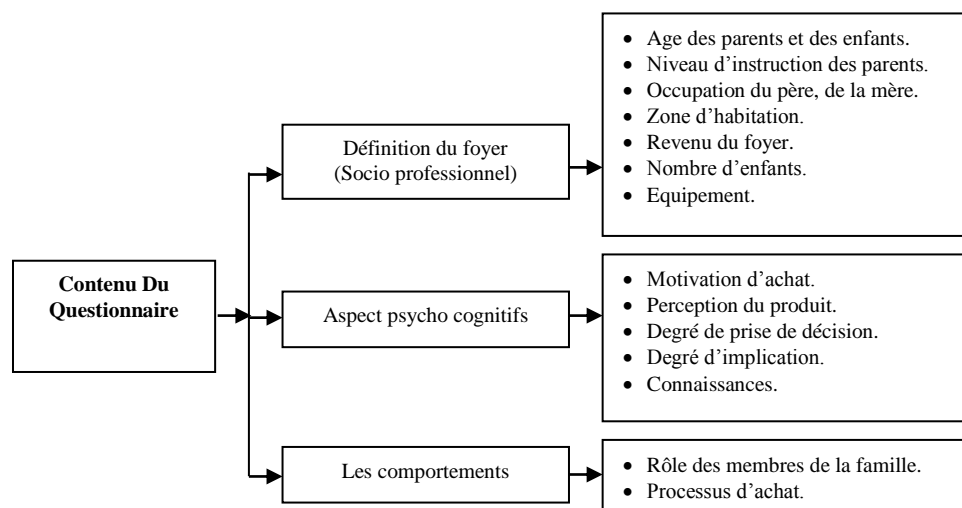 Contenu Du
Questionnaire
Définition du foyer
(Socio professionnel)
• Age des parents et des enfants.
• Niveau d’instruction des parents.
• Occupation du père, de la mère.
• Zone d’habitation.
• Revenu du foyer.
• Nombre d’enfants.
• Equipement.
Aspect psycho cognitifs
• Motivation d’achat.
• Perception du produit.
• Degré de prise de décision.
• Degré d’implication.
• Connaissances.
Les comportements
• Rôle des membres de la famille.
• Processus d’achat.